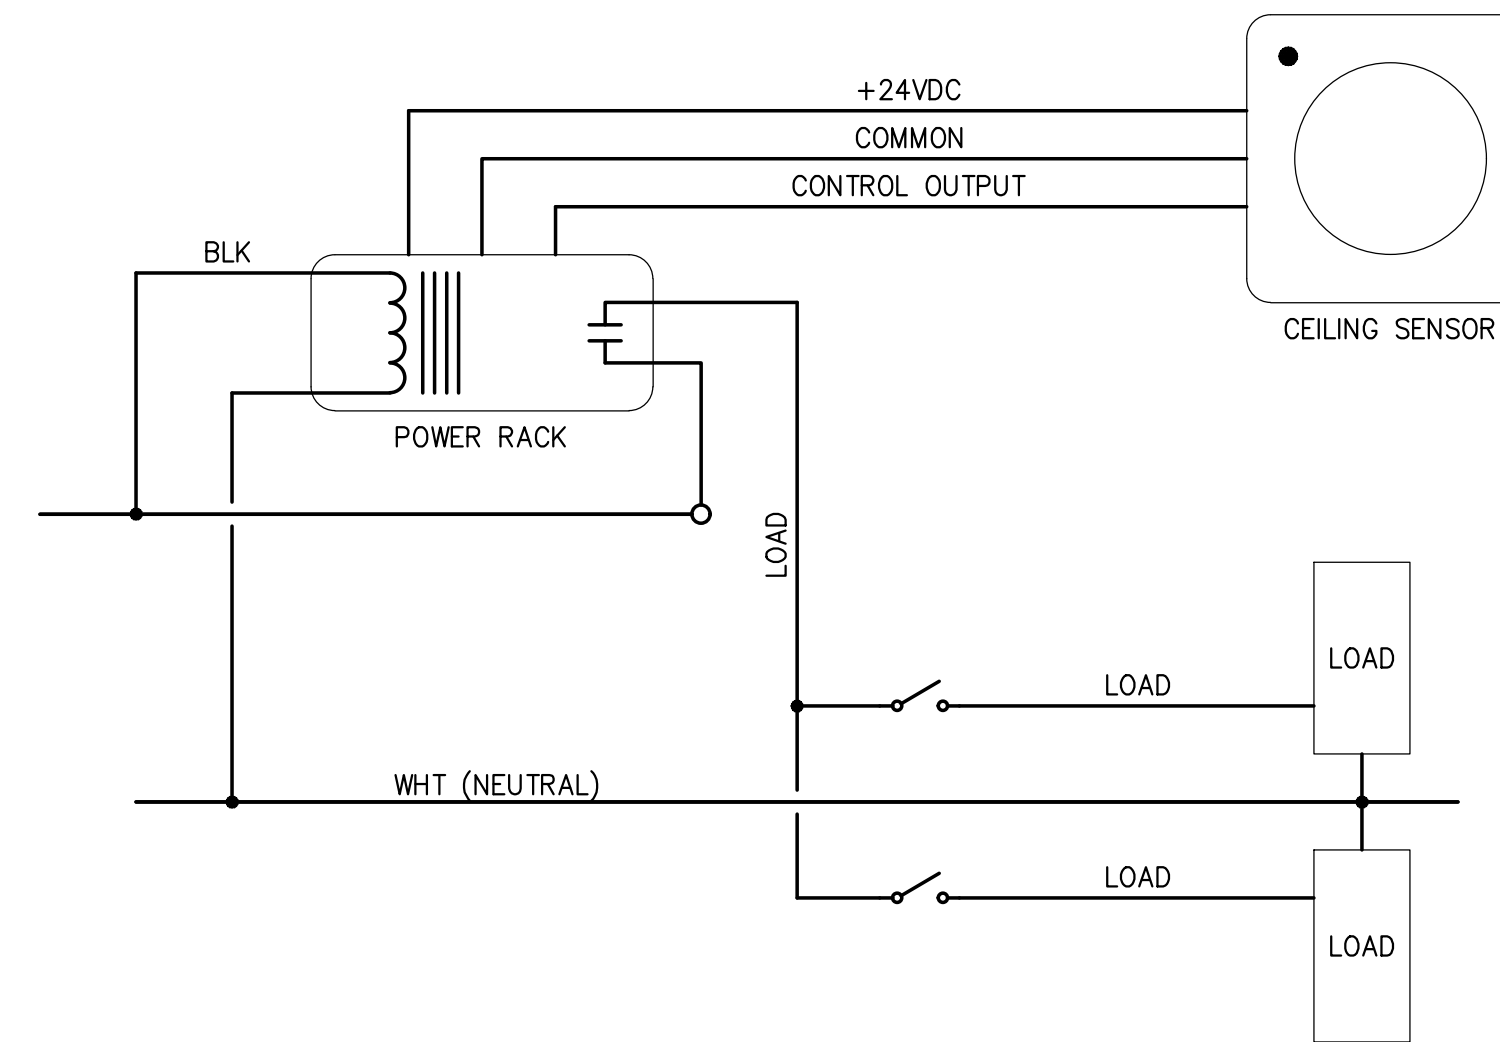 +24VDC
COMMON
CONTROL OUTPUT
BLK
CEILING SENSOR
POWER RACK
LOAD
LOAD
LOAD
WHT (NEUTRAL)
LOAD
LOAD